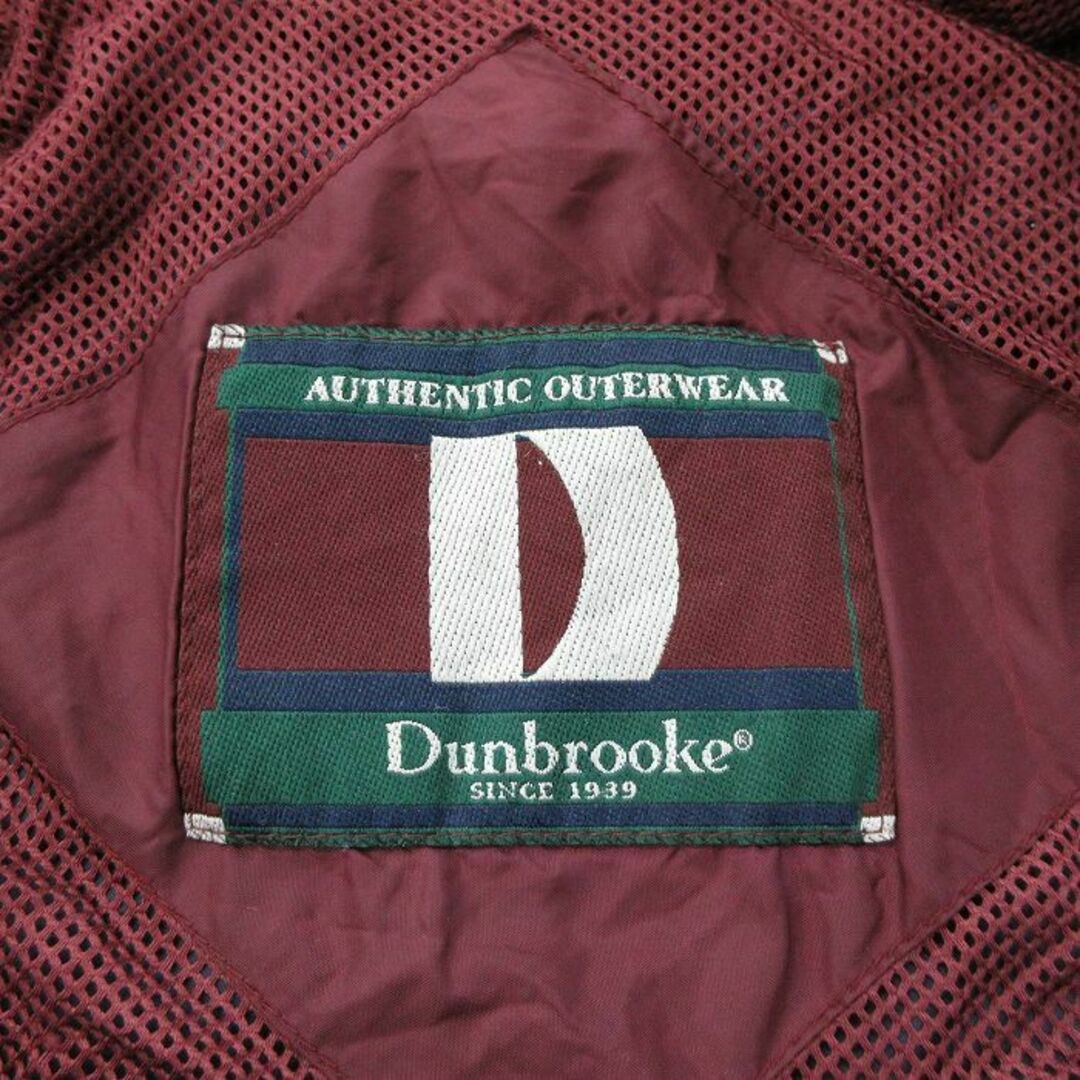 AUTHENTIC OUTERWEAR
D
Dunbrooke®
SINCE 1939